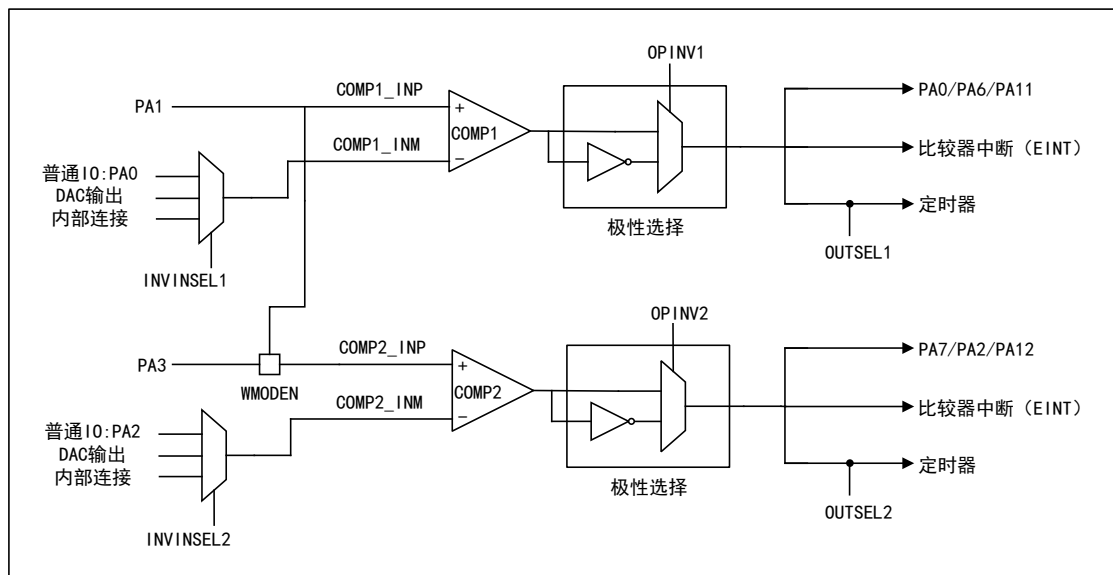 OPINV1
PA1
COMP1_INP
+
COMP1
PA0/PA6/PA11
COMP1_INM
−
比较器中断（EINT）
普通IO:PA0
DAC输出
内部连接
定时器
极性选择
OUTSEL1
INVINSEL1
OPINV2
PA3
COMP2_INP
+
COMP2
PA7/PA2/PA12
WMODEN
COMP2_INM
−
比较器中断（EINT）
普通IO:PA2
DAC输出
内部连接
定时器
极性选择
OUTSEL2
INVINSEL2